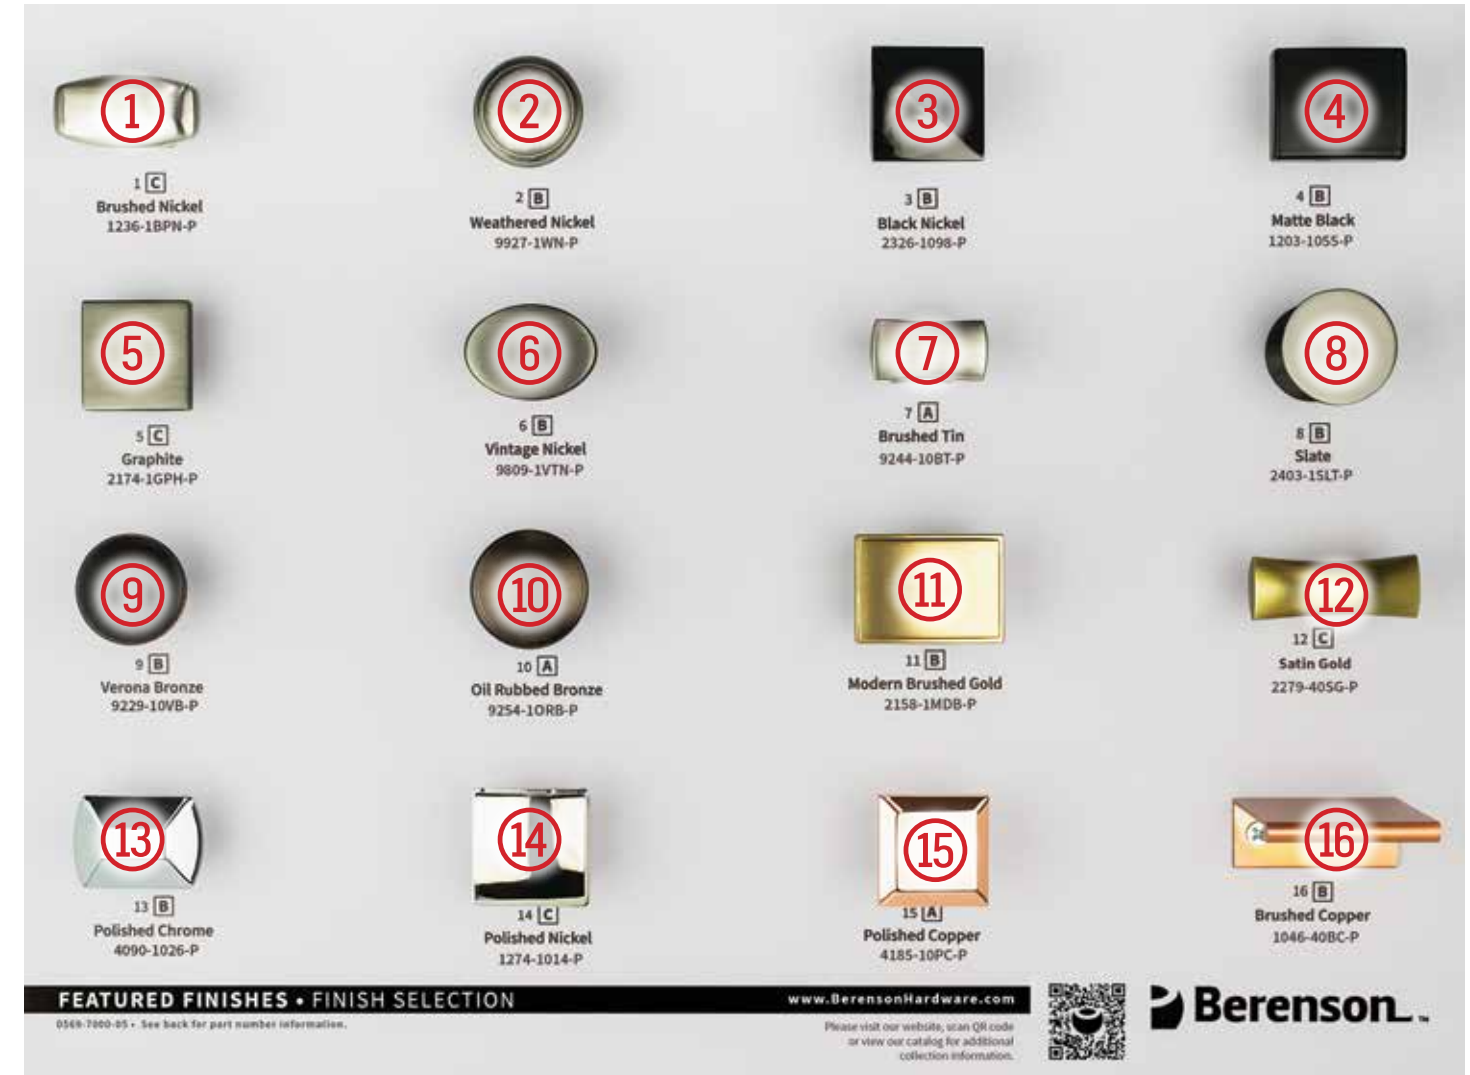 1
2
3
4
1 C
Brushed Nickel
1236-1BPN-P
2 B
Weathered Nickel
9927-1WN-P
3 B
Black Nickel
2326-1098-P
4 B
Matte Black
1203-1055-P
5
6
7
8
5 C
Graphite
2174-1GPH-P
6 B
Vintage Nickel
9809-1VTN-P
7 A
Brushed Tin
9244-10BT-P
8 B
Slate
2403-1SLT-P
9
10
11
12
9 B
Verona Bronze
9229-10VB-P
10 A
Oil Rubbed Bronze
9254-1ORB-P
11 B
Modern Brushed Gold
2158-1MDB-P
12 C
Satin Gold
2279-40SG-P
13
14
15
16
13 B
Polished Chrome
4090-1026-P
14 C
Polished Nickel
1274-1014-P
15 A
Polished Copper
4185-10PC-P
16 B
Brushed Copper
1046-40BC-P
FEATURED FINISHES • FINISH SELECTION
www.BerensonHardware.com
Berenson™
0569-7000-05 • See back for part number information.
Please visit our website, scan QR code
or view our catalog for additional
collection information.